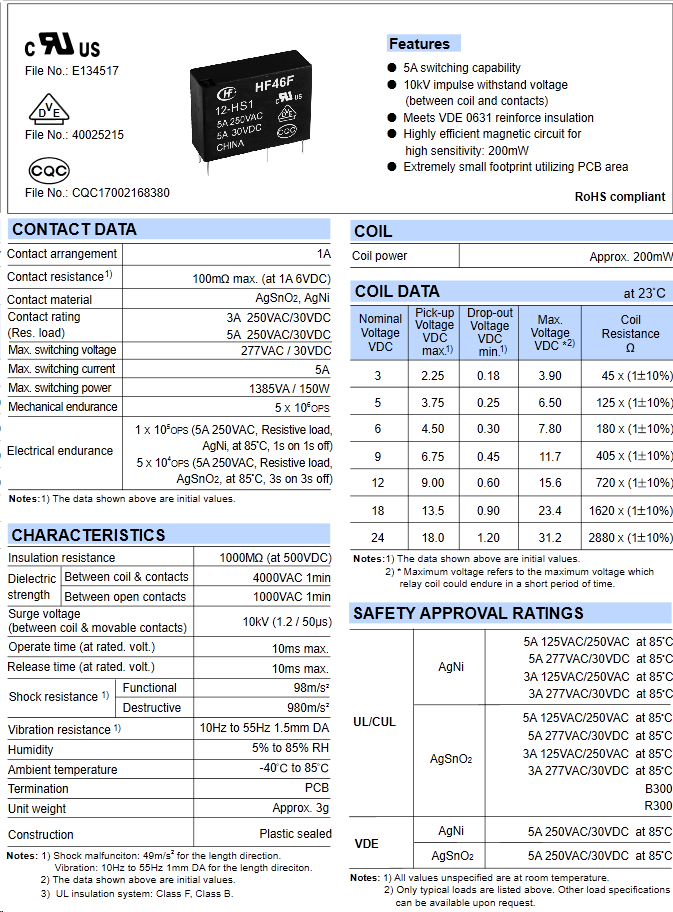 c RU US
File No.: E134517
VDE
File No.: 40025215
CQC
File No.: CQC17002168380
HF
HF46F
12-HS1
c RU US
5A 250VAC
VDE
5A 30VDC
CQC
CHINA
Features
● 5A switching capability
● 10kV impulse withstand voltage
(between coil and contacts)
● Meets VDE 0631 reinforce insulation
● Highly efficient magnetic circuit for
high sensitivity: 200mW
● Extremely small footprint utilizing PCB area
RoHS compliant
CONTACT DATA
Contact arrangement 1A
Contact resistance1) 100mΩ max. (at 1A 6VDC)
Contact material AgSnO2, AgNi
Contact rating 3A 250VAC/30VDC
(Res. load) 5A 250VAC/30VDC
Max. switching voltage 277VAC / 30VDC
Max. switching current 5A
Max. switching power 1385VA / 150W
Mechanical endurance 5 x 10⁶OPS
Electrical endurance
1 x 10⁵OPS (5A 250VAC, Resistive load,
AgNi, at 85°C, 1s on 1s off)
5 x 10⁴OPS (5A 250VAC, Resistive load,
AgSnO2, at 85°C, 3s on 3s off)
Notes: 1) The data shown above are initial values.
CHARACTERISTICS
Insulation resistance 1000MΩ (at 500VDC)
Dielectric strength
Between coil & contacts 4000VAC 1min
Between open contacts 1000VAC 1min
Surge voltage
(between coil & movable contacts) 10kV (1.2 / 50µs)
Operate time (at rated. volt.) 10ms max.
Release time (at rated. volt.) 10ms max.
Shock resistance 1)
Functional 98m/s²
Destructive 980m/s²
Vibration resistance 1) 10Hz to 55Hz 1.5mm DA
Humidity 5% to 85% RH
Ambient temperature -40°C to 85°C
Termination PCB
Unit weight Approx. 3g
Construction Plastic sealed
Notes: 1) Shock malfunciton: 49m/s² for the length direction.
Vibration: 10Hz to 55Hz 1mm DA for the length direciton.
2) The data shown above are initial values.
3) UL insulation system: Class F, Class B.
COIL
Coil power Approx. 200mW
COIL DATA at 23°C
Nominal Voltage VDC
Pick-up Voltage VDC max.1)
Drop-out Voltage VDC min.1)
Max. Voltage VDC *2)
Coil Resistance Ω
3 2.25 0.18 3.90 45 x (1±10%)
5 3.75 0.25 6.50 125 x (1±10%)
6 4.50 0.30 7.80 180 x (1±10%)
9 6.75 0.45 11.7 405 x (1±10%)
12 9.00 0.60 15.6 720 x (1±10%)
18 13.5 0.90 23.4 1620 x (1±10%)
24 18.0 1.20 31.2 2880 x (1±10%)
Notes: 1) The data shown above are initial values.
2) * Maximum voltage refers to the maximum voltage which
relay coil could endure in a short period of time.
SAFETY APPROVAL RATINGS
UL/CUL
AgNi
5A 125VAC/250VAC at 85°C
5A 277VAC/30VDC at 85°C
3A 125VAC/250VAC at 85°C
3A 277VAC/30VDC at 85°C
AgSnO2
5A 125VAC/250VAC at 85°C
5A 277VAC/30VDC at 85°C
3A 125VAC/250VAC at 85°C
3A 277VAC/30VDC at 85°C
B300
R300
VDE
AgNi 5A 250VAC/30VDC at 85°C
AgSnO2 5A 250VAC/30VDC at 85°C
Notes: 1) All values unspecified are at room temperature.
2) Only typical loads are listed above. Other load specifications
can be available upon request.